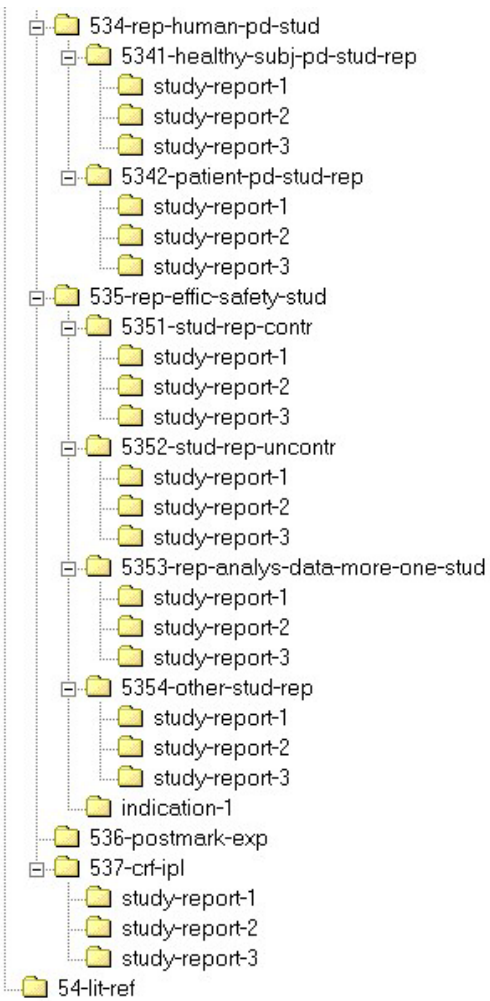 534-rep-human-pd-stud
5341-healthy-subj-pd-stud-rep
study-report-1
study-report-2
study-report-3
5342-patient-pd-stud-rep
study-report-1
study-report-2
study-report-3
535-rep-effic-safety-stud
5351-stud-rep-contr
study-report-1
study-report-2
study-report-3
5352-stud-rep-uncontr
study-report-1
study-report-2
study-report-3
5353-rep-analys-data-more-one-stud
study-report-1
study-report-2
study-report-3
5354-other-stud-rep
study-report-1
study-report-2
study-report-3
indication-1
536-postmark-exp
537-crf-ipl
study-report-1
study-report-2
study-report-3
54-lit-ref